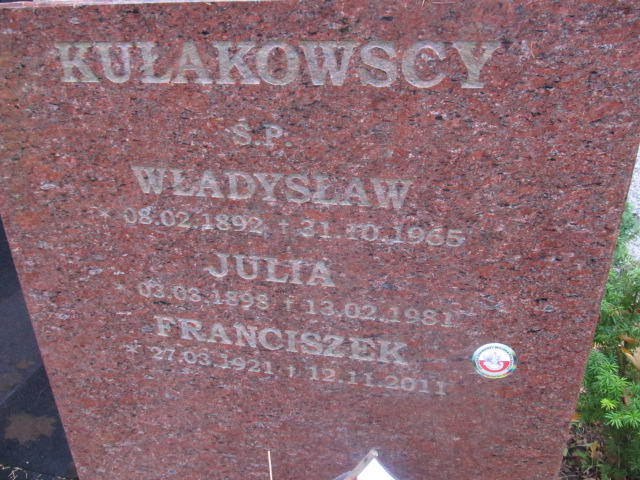 KUŁAKOWSCY
Ś.P.
WŁADYSŁAW
* 08.02.1892 † 31.10.1965
JULIA
* 03.03.1898 † 13.02.1981
FRANCISZEK
* 27.03.1921 † 12.11.2011